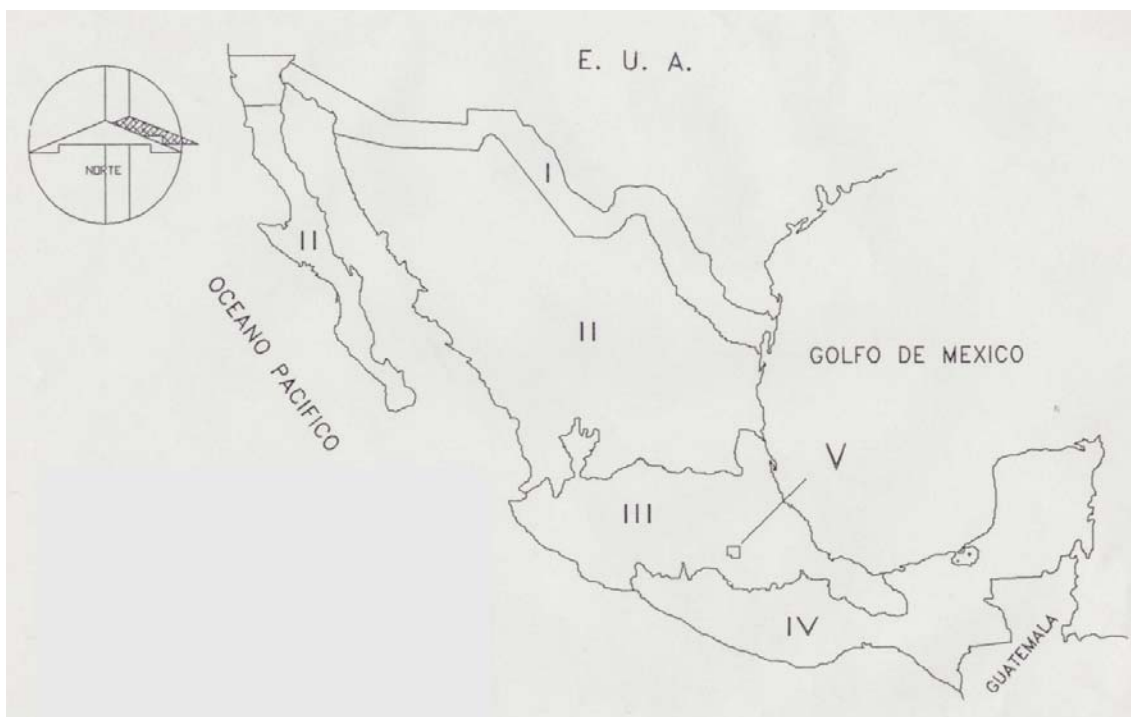 E. U. A.
NORTE
I
II
OCEANO PACIFICO
II
GOLFO DE MEXICO
V
III
IV
GUATEMALA